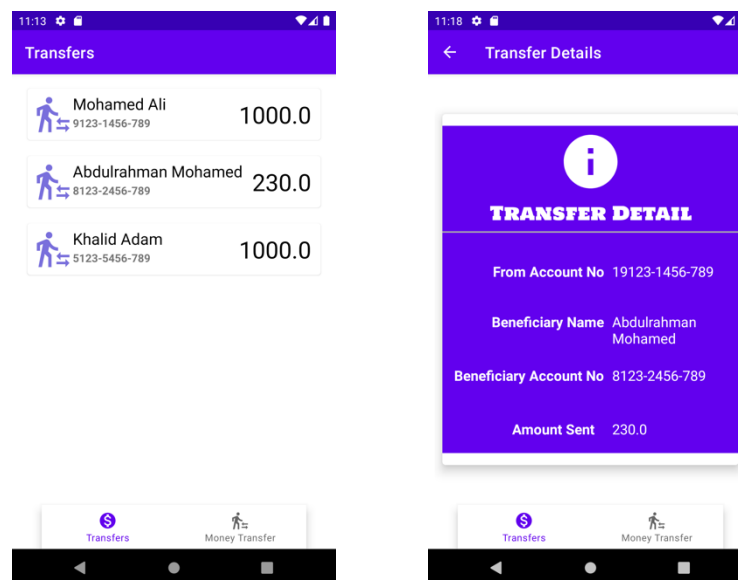 11:13
Transfers
Mohamed Ali
9123-1456-789
1000.0
Abdulrahman Mohamed
8123-2456-789
230.0
Khalid Adam
5123-5456-789
1000.0
Transfers
Money Transfer
11:18
Transfer Details
i
TRANSFER DETAIL
From Account No 19123-1456-789
Beneficiary Name Abdulrahman
Mohamed
Beneficiary Account No 8123-2456-789
Amount Sent 230.0
Transfers
Money Transfer